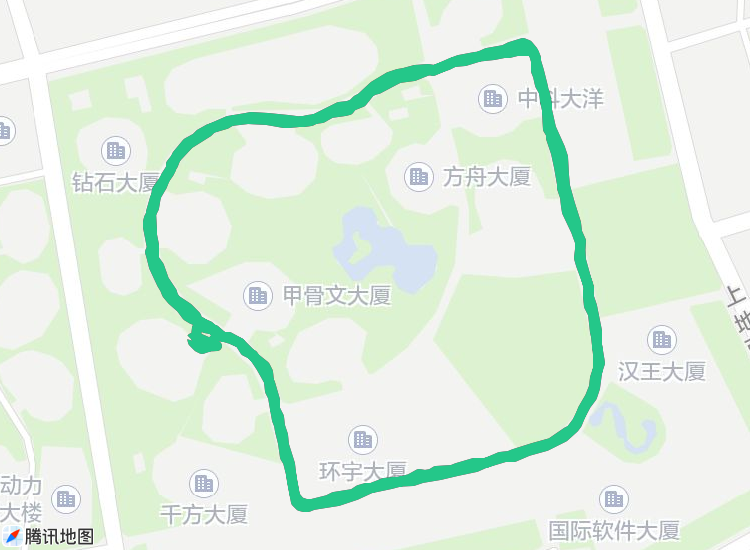 中科大洋
方舟大厦
钻石大厦
甲骨文大厦
上地
汉王大厦
环宇大厦
动力
大楼
千方大厦
国际软件大厦
腾讯地图